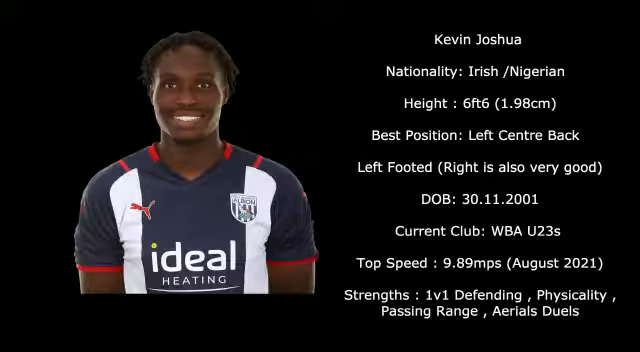 Kevin Joshua
Nationality: Irish /Nigerian
Height : 6ft6 (1.98cm)
Best Position: Left Centre Back
Left Footed (Right is also very good)
DOB: 30.11.2001
Current Club: WBA U23s
Top Speed : 9.89mps (August 2021)
Strengths : 1v1 Defending , Physicality ,
Passing Range , Aerials Duels
ALBION
ideal
HEATING